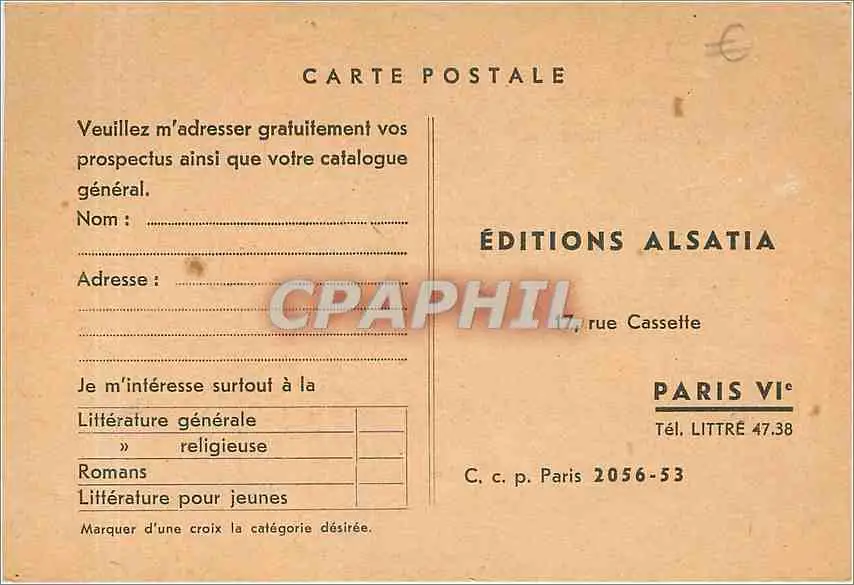 €
CARTE POSTALE
Veuillez m'adresser gratuitement vos
prospectus ainsi que votre catalogue
général.
Nom :
Adresse :
Je m'intéresse surtout à la
Littérature générale
» religieuse
Romans
Littérature pour jeunes
Marquer d'une croix la catégorie désirée.
ÉDITIONS ALSATIA
CPAPHIL
17, rue Cassette
PARIS VIe
Tél. LITTRÉ 47.38
C. c. p. Paris 2056-53